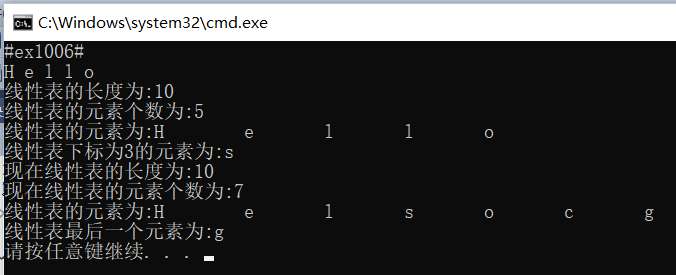 C:\Windows\system32\cmd.exe
#ex1006#
H e l l o
线性表的长度为:10
线性表的元素个数为:5
线性表的元素为:H e l l o
线性表下标为3的元素为:s
现在线性表的长度为:10
现在线性表的元素个数为:7
线性表的元素为:H e l s o c g
线性表最后一个元素为:g
请按任意键继续. . .